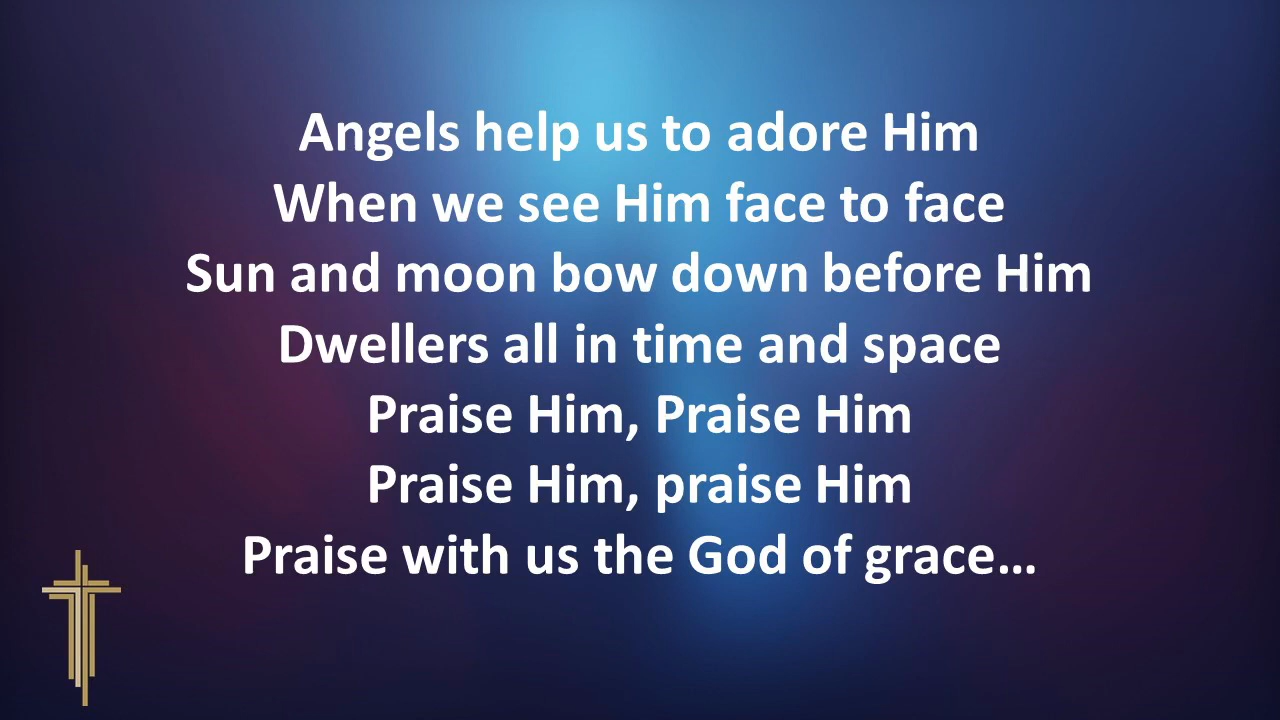 Angels help us to adore Him
When we see Him face to face
Sun and moon bow down before Him
Dwellers all in time and space
Praise Him, Praise Him
Praise Him, praise Him
Praise with us the God of grace…